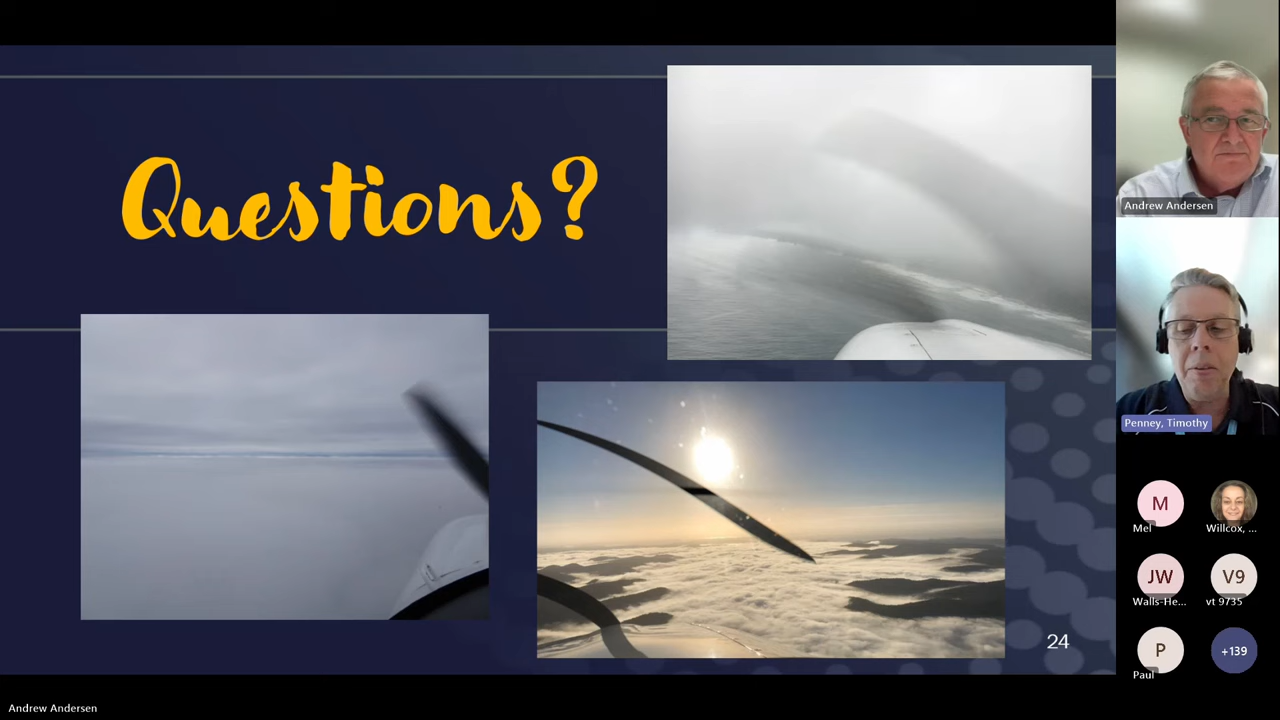 Questions?
24
Andrew Andersen
Penney, Timothy
M
Mel
Willcox, ...
JW
Walls-He...
V9
vt 9735
P
Paul
+139
Andrew Andersen